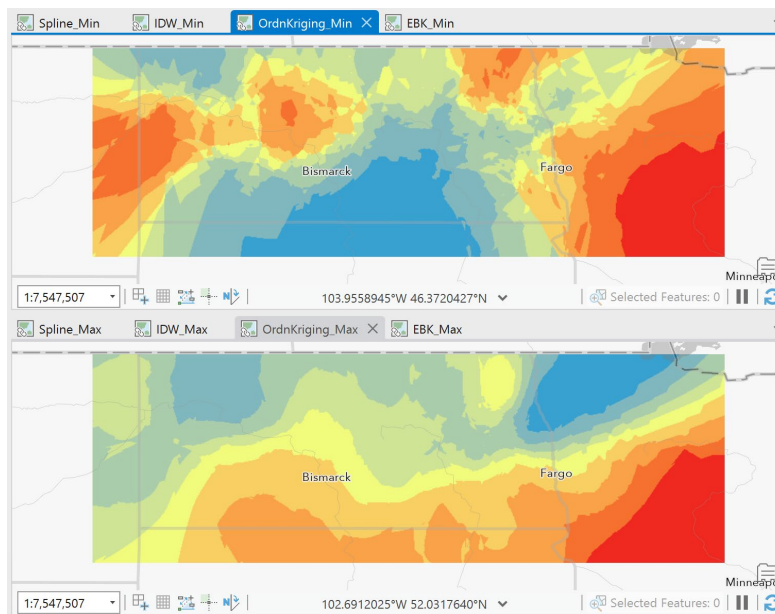 Spline_Min IDW_Min OrdnKriging_Min EBK_Min
Bismarck
Fargo
Minneap
1:7,547,507 103.9558945°W 46.3720427°N Selected Features: 0
Spline_Max IDW_Max OrdnKriging_Max EBK_Max
Bismarck
Fargo
Minneap
1:7,547,507 102.6912025°W 52.0317640°N Selected Features: 0